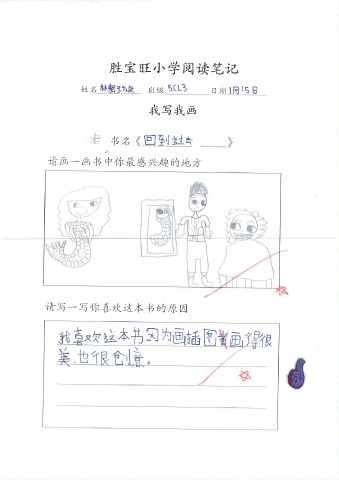 胜宝旺小学阅读笔记
姓名 班级 5CL3 日期 1月15日
我写我画
书名《回到过去》
请画一画书中你最感兴趣的地方
请写一写你喜欢这本书的原因
我喜欢这本书因为画插图画得很
美,也很创意。